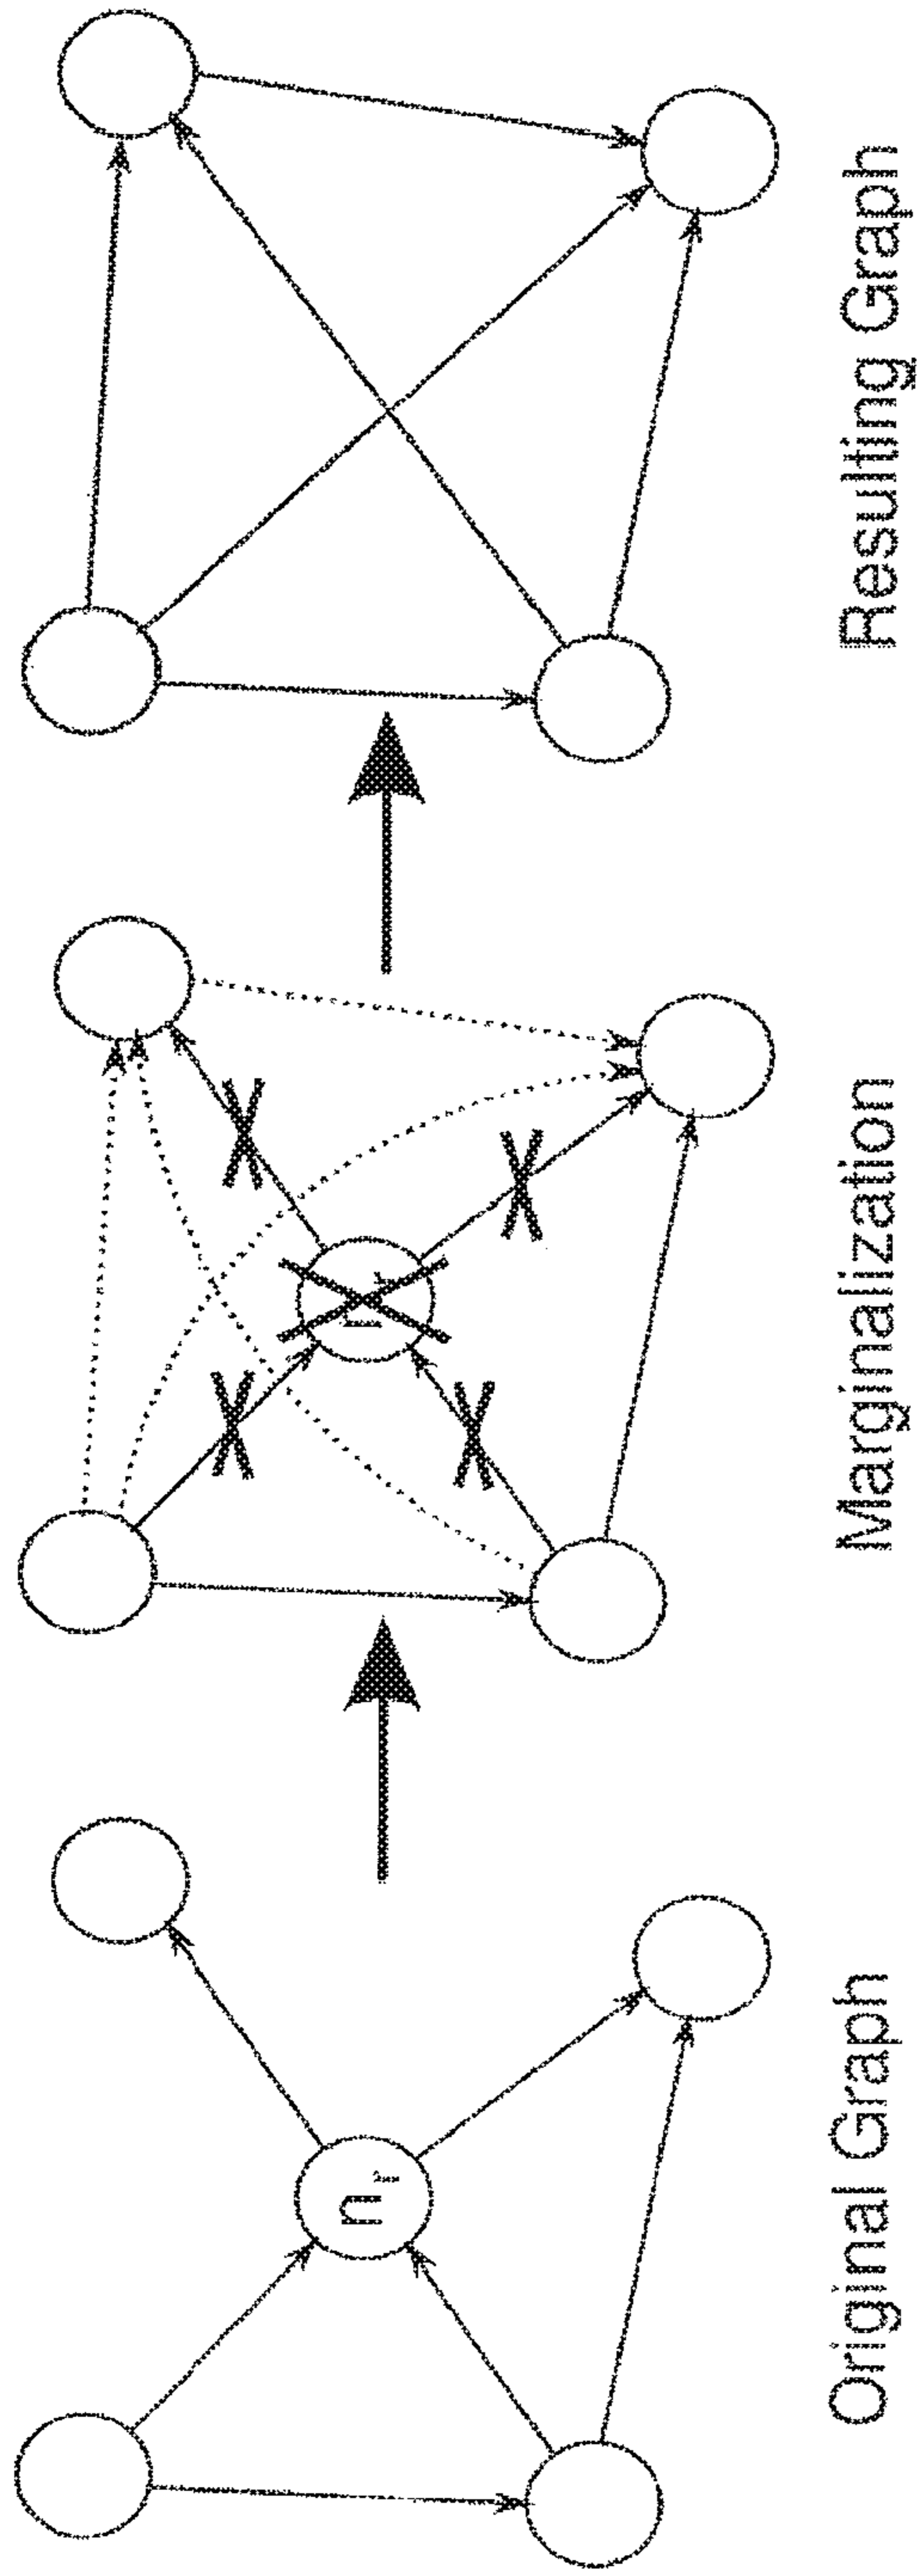 n
Original Graph
Marginalization
Resulting Graph